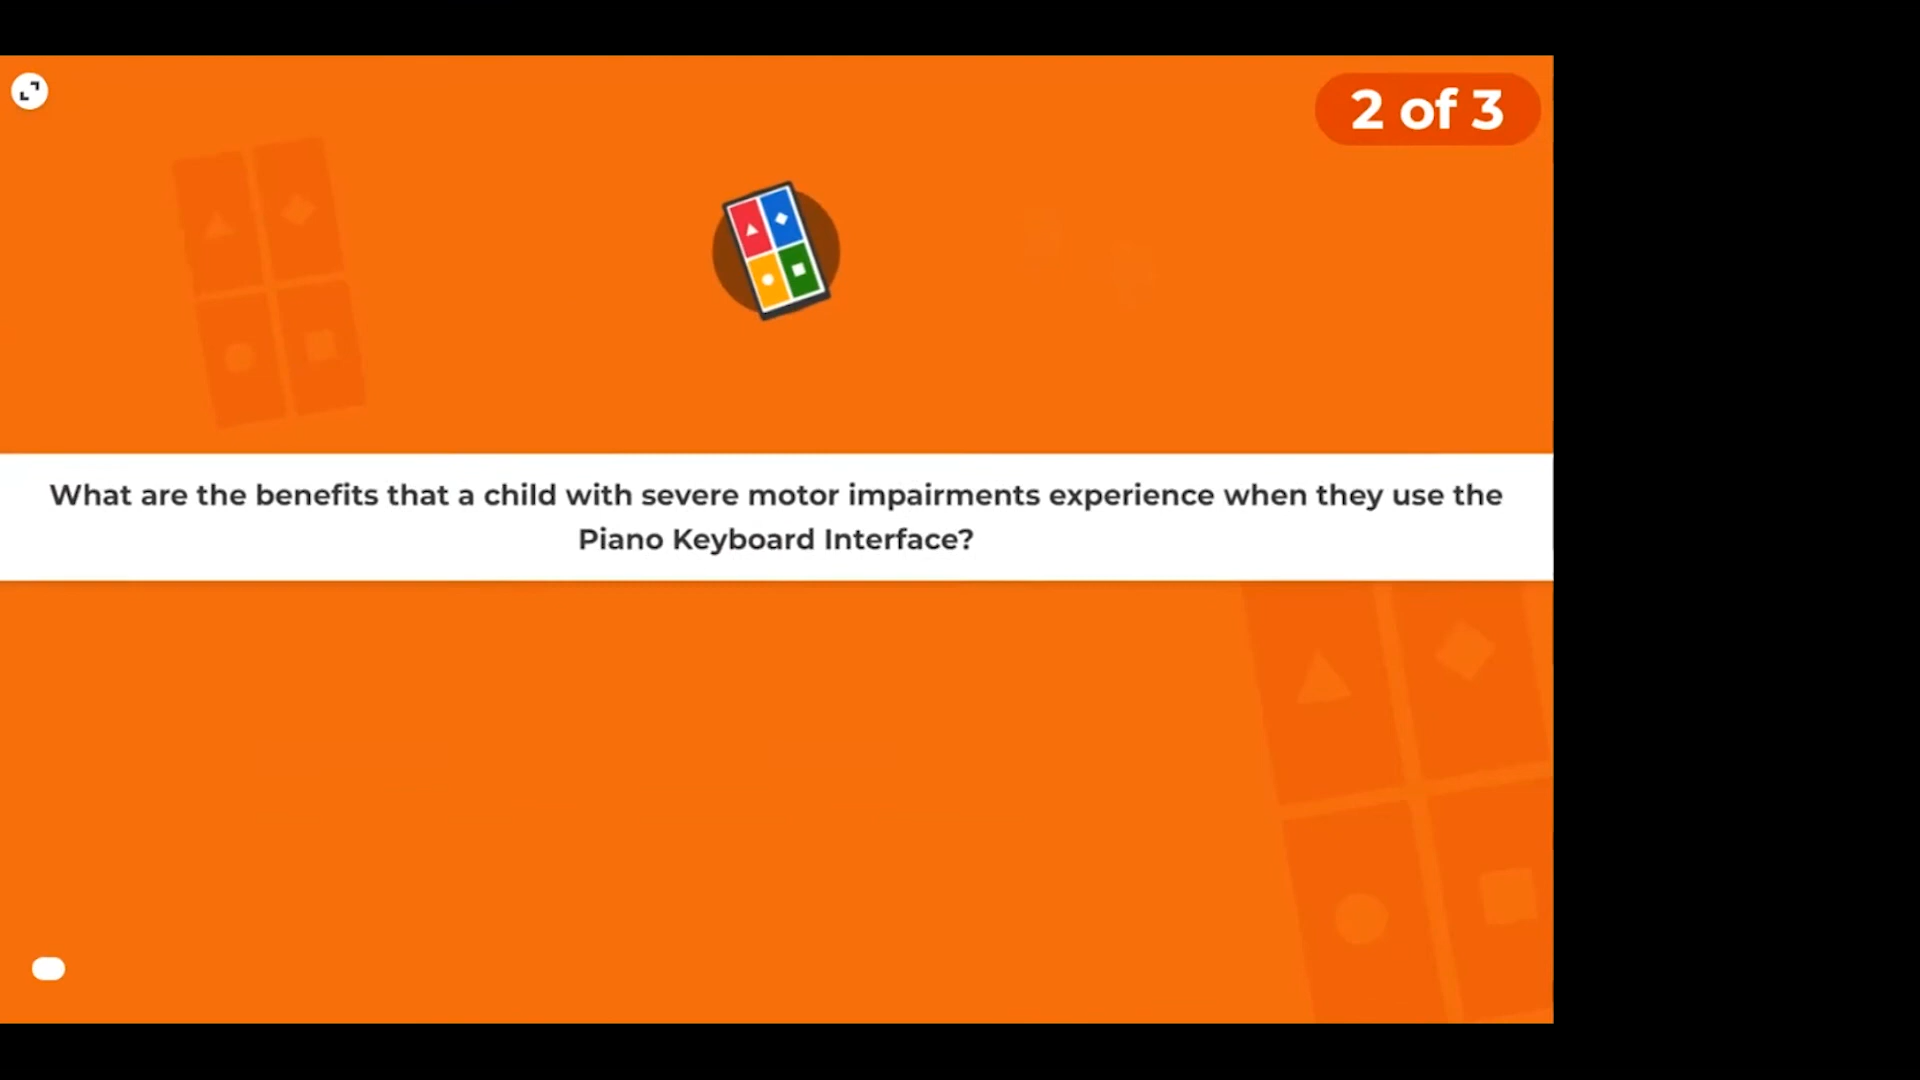 2 of 3
What are the benefits that a child with severe motor impairments experience when they use the
Piano Keyboard Interface?